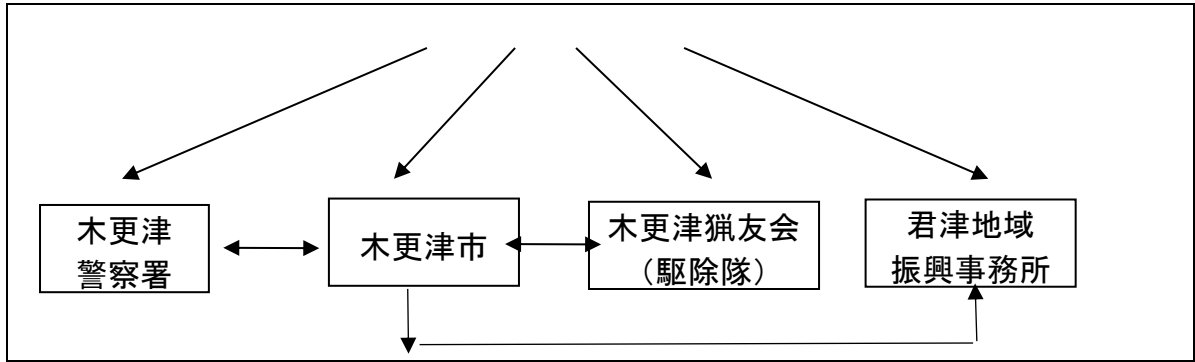 木更津
警察署
木更津市
木更津猟友会
（駆除隊）
君津地域
振興事務所